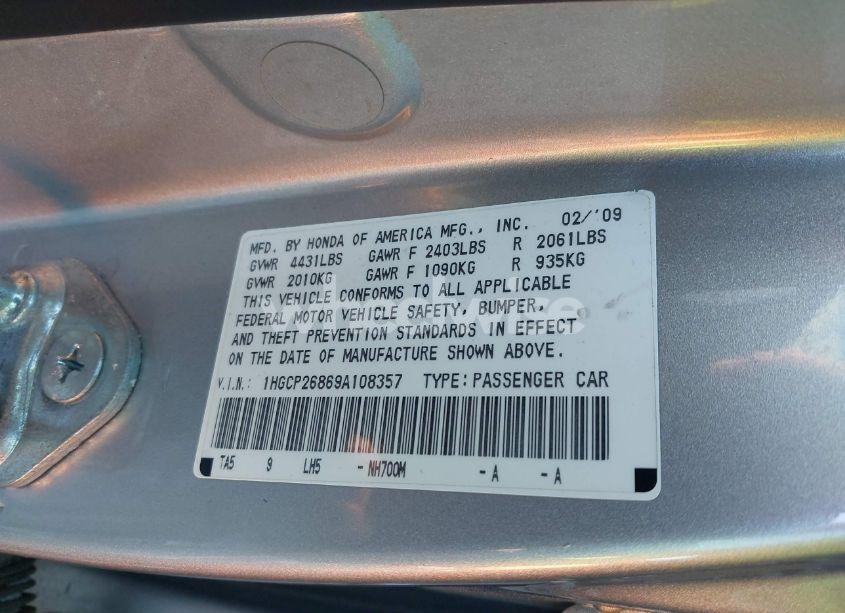 MFD. BY HONDA OF AMERICA MFG., INC. 02/'09
GVWR 4431LBS GAWR F 2403LBS R 2061LBS
GVWR 2010KG GAWR F 1090KG R 935KG
THIS VEHICLE CONFORMS TO ALL APPLICABLE
FEDERAL MOTOR VEHICLE SAFETY, BUMPER,
AND THEFT PREVENTION STANDARDS IN EFFECT
ON THE DATE OF MANUFACTURE SHOWN ABOVE.
V.I.N.: 1HGCP26869A108357 TYPE:PASSENGER CAR
TA5 9 LH5 -NH700M -A -A